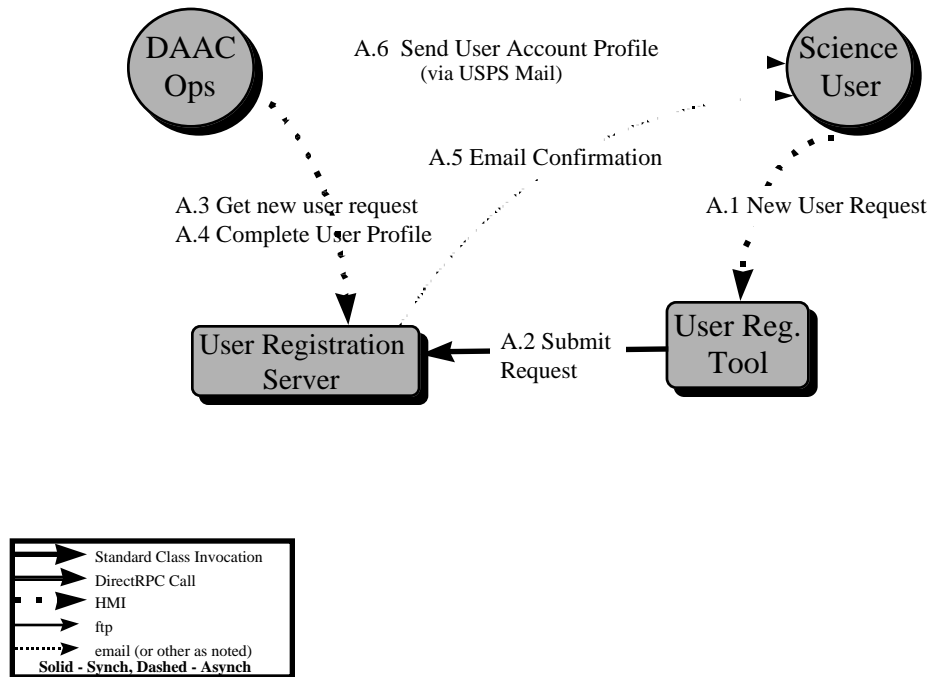 DAAC
Ops
A.6 Send User Account Profile
(via USPS Mail)
Science
User
A.5 Email Confirmation
A.3 Get new user request
A.4 Complete User Profile
A.1 New User Request
User Registration
Server
A.2 Submit
Request
User Reg.
Tool
Standard Class Invocation
DirectRPC Call
HMI
ftp
email (or other as noted)
Solid - Synch, Dashed - Asynch